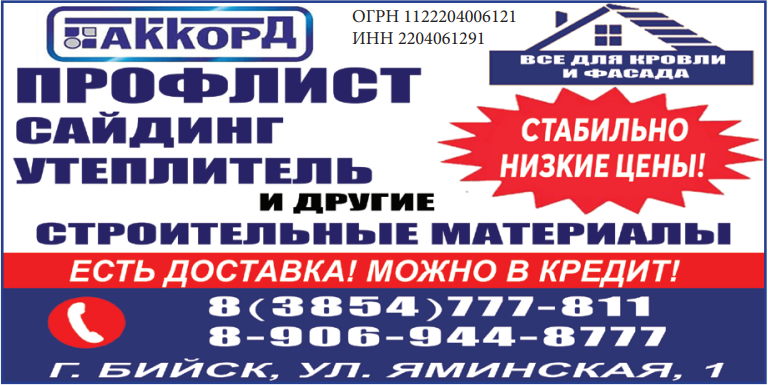 АККОРД
ОГРН 1122204006121
ИНН 2204061291
ВСЕ ДЛЯ КРОВЛИ
И ФАСАДА
ПРОФЛИСТ
САЙДИНГ
УТЕПЛИТЕЛЬ
И ДРУГИЕ
СТРОИТЕЛЬНЫЕ МАТЕРИАЛЫ
СТАБИЛЬНО
НИЗКИЕ ЦЕНЫ!
ЕСТЬ ДОСТАВКА! МОЖНО В КРЕДИТ!
8(3854)777-811
8-906-944-8777
Г. БИЙСК, УЛ. ЯМИНСКАЯ, 1